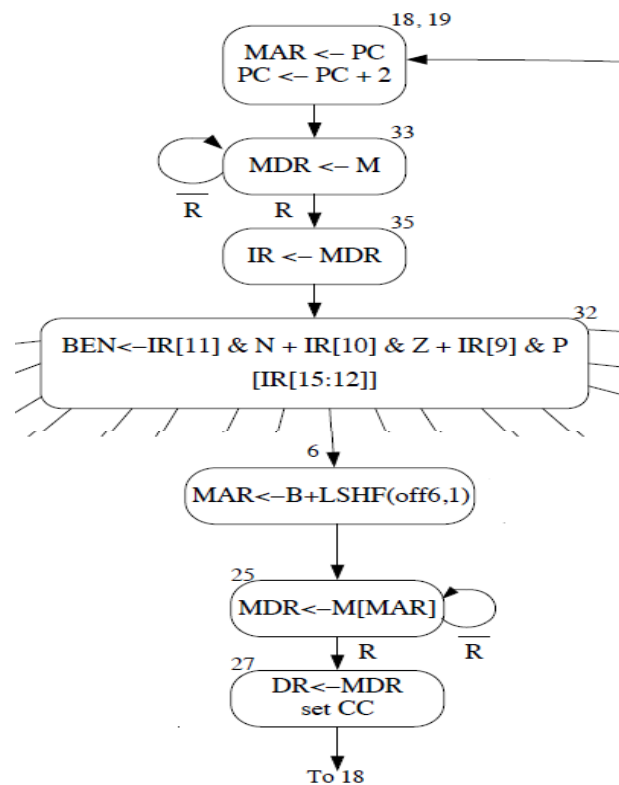 18, 19
MAR <- PC
PC <- PC + 2
33
MDR <- M
R
R
35
IR <- MDR
32
BEN<-IR[11] & N + IR[10] & Z + IR[9] & P
[IR[15:12]]
6
MAR<-B+LSHF(off6,1)
25
MDR<-M[MAR]
R
R
27
DR<-MDR
set CC
To 18